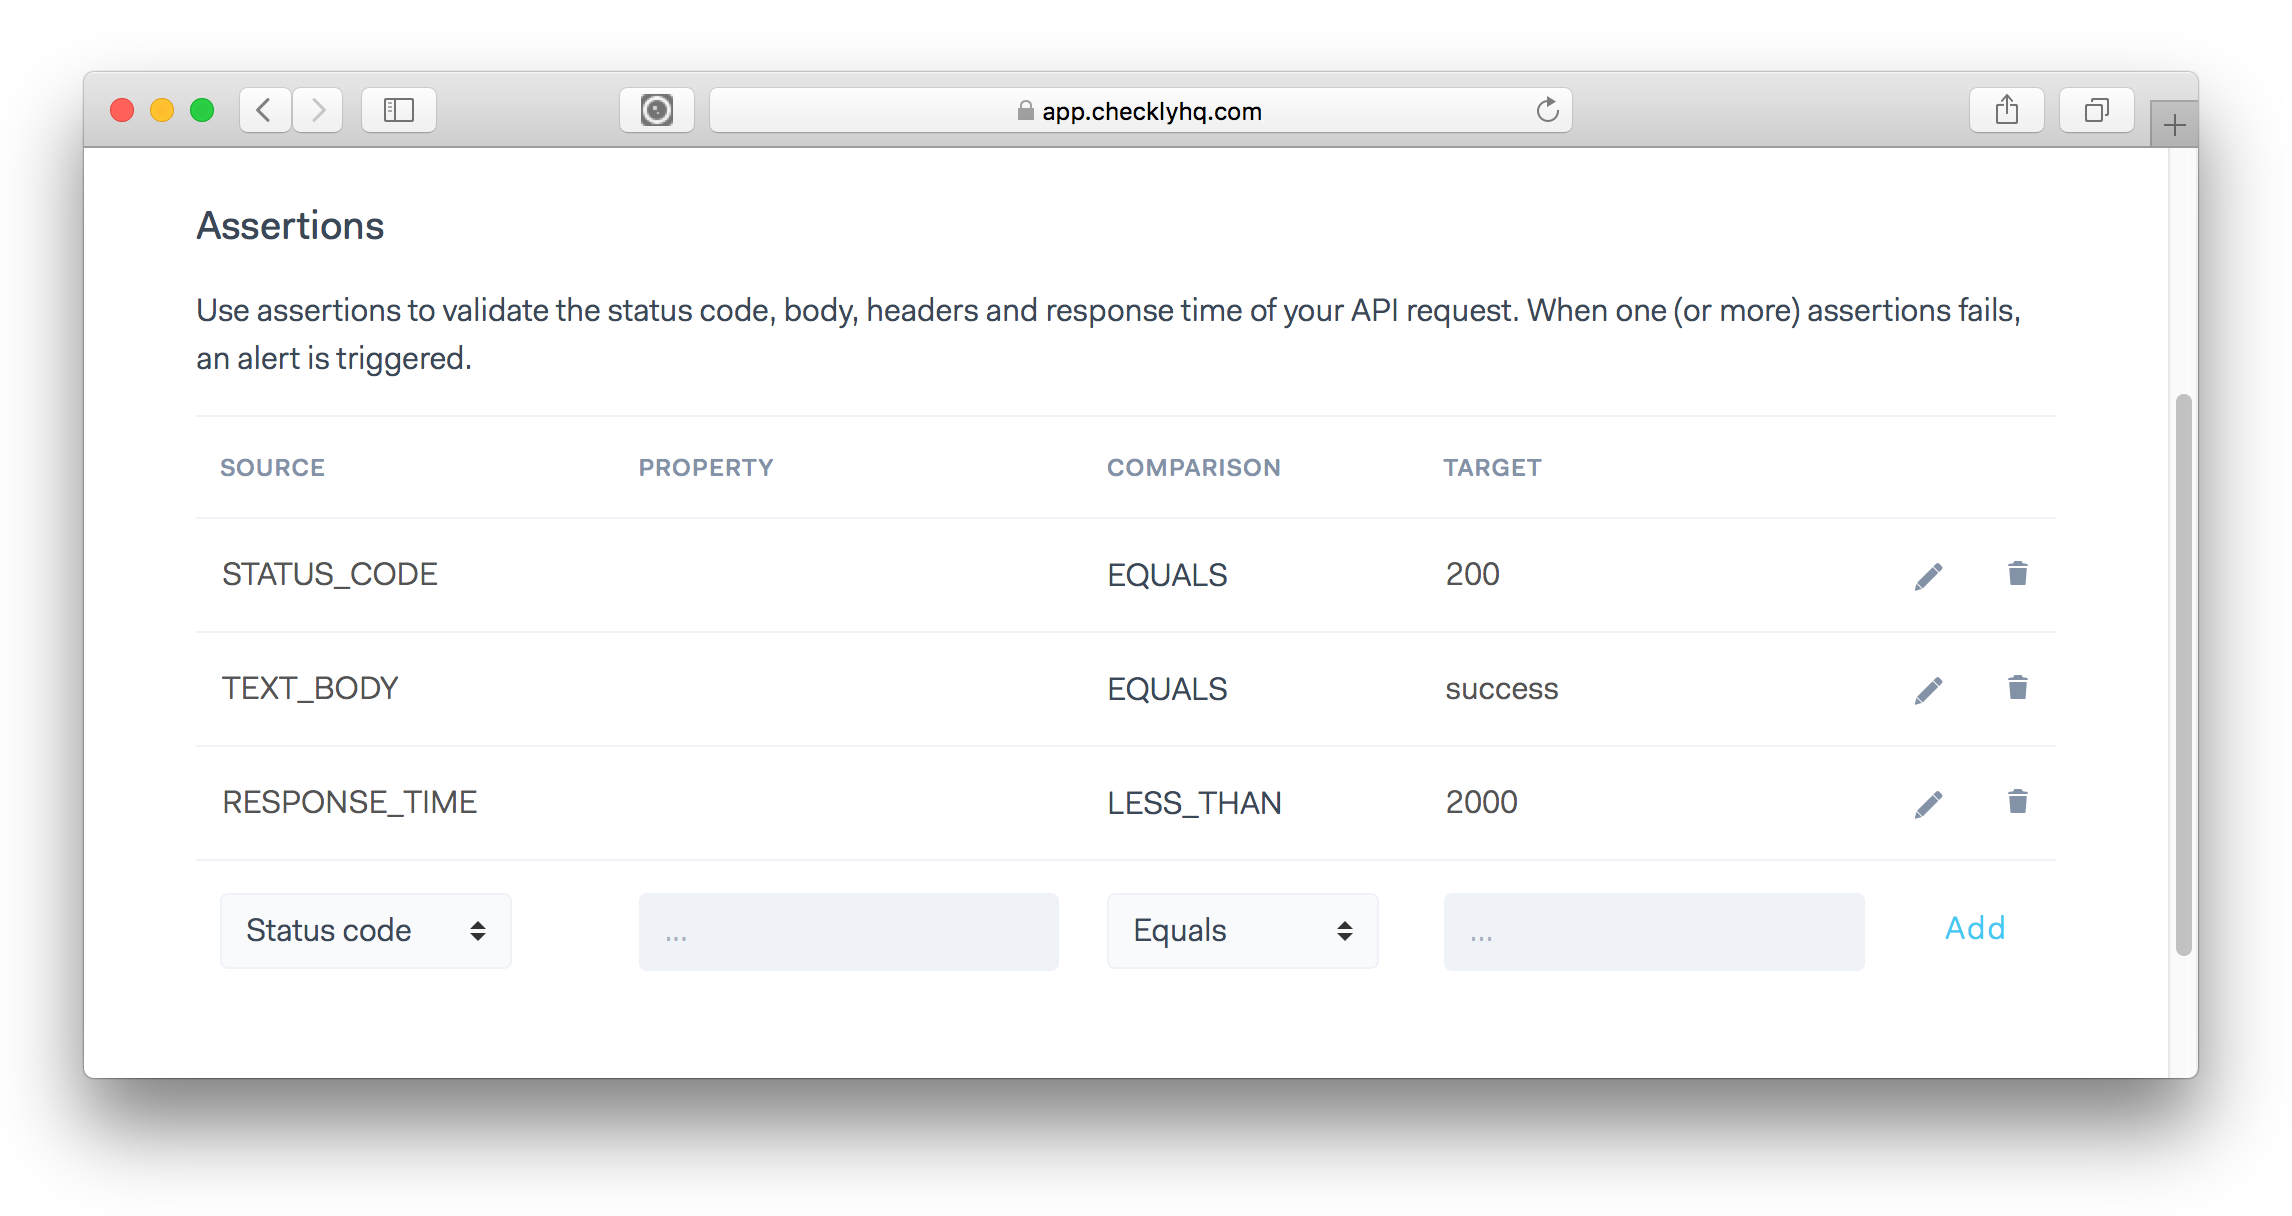 app.checklyhq.com
Assertions
Use assertions to validate the status code, body, headers and response time of your API request. When one (or more) assertions fails,
an alert is triggered.
SOURCE PROPERTY COMPARISON TARGET
STATUS_CODE EQUALS 200
TEXT_BODY EQUALS success
RESPONSE_TIME LESS_THAN 2000
Status code ... Equals ... Add